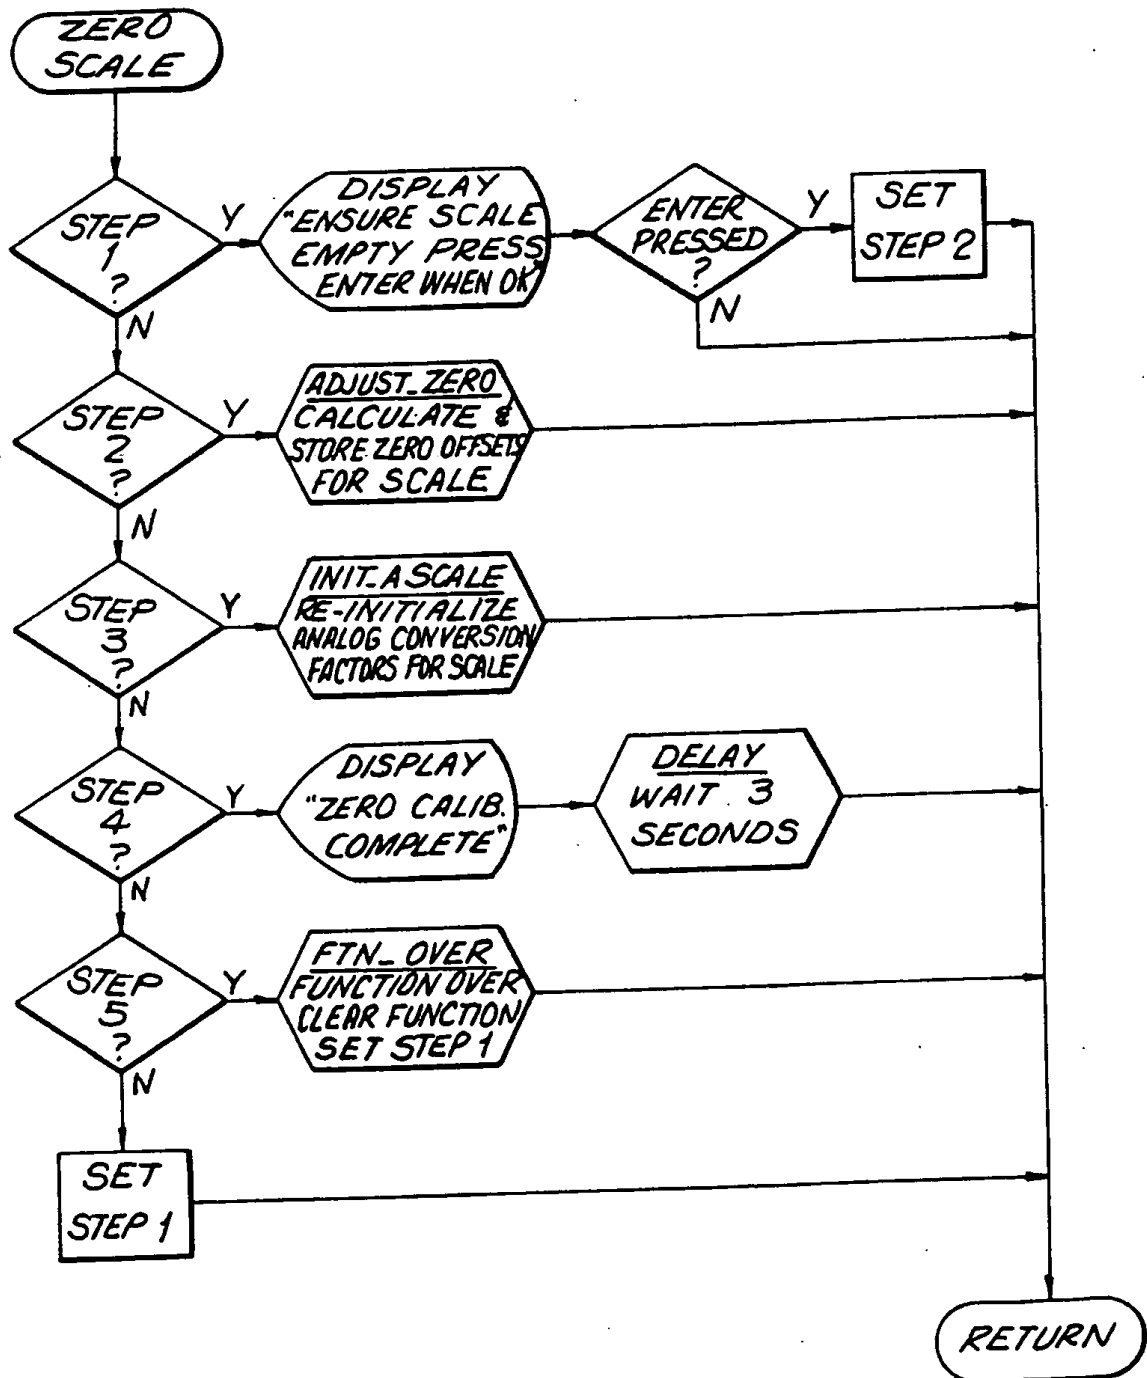 ZERO
SCALE
STEP
1
?
Y
N
DISPLAY
"ENSURE SCALE
EMPTY PRESS
ENTER WHEN OK"
ENTER
PRESSED
?
Y
N
SET
STEP 2
STEP
2
?
Y
N
ADJUST_ZERO
CALCULATE &
STORE ZERO OFFSETS
FOR SCALE
STEP
3
?
Y
N
INIT_ASCALE
RE-INITIALIZE
ANALOG CONVERSION
FACTORS FOR SCALE
STEP
4
?
Y
N
DISPLAY
"ZERO CALIB.
COMPLETE"
DELAY
WAIT 3
SECONDS
STEP
5
?
Y
N
FTN_OVER
FUNCTION OVER
CLEAR FUNCTION
SET STEP 1
SET
STEP 1
RETURN